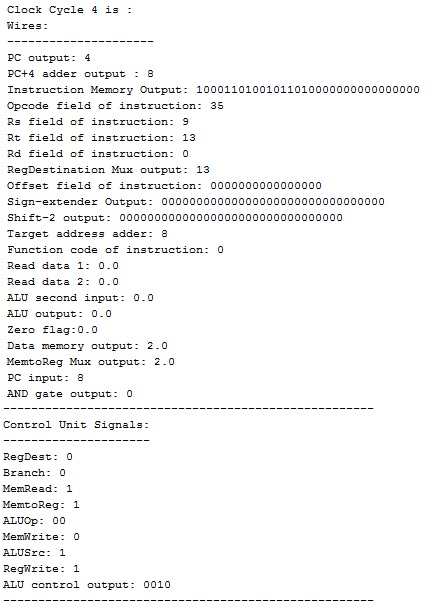 Clock Cycle 4 is :
Wires:
---------------------
PC output: 4
PC+4 adder output : 8
Instruction Memory Output: 10001101001011010000000000000000
Opcode field of instruction: 35
Rs field of instruction: 9
Rt field of instruction: 13
Rd field of instruction: 0
RegDestination Mux output: 13
Offset field of instruction: 0000000000000000
Sign-extender Output: 00000000000000000000000000000000
Shift-2 output: 00000000000000000000000000000000
Target address adder: 8
Function code of instruction: 0
Read data 1: 0.0
Read data 2: 0.0
ALU second input: 0.0
ALU output: 0.0
Zero flag:0.0
Data memory output: 2.0
MemtoReg Mux output: 2.0
PC input: 8
AND gate output: 0
-----------------------------------------------------
Control Unit Signals:
---------------------
RegDest: 0
Branch: 0
MemRead: 1
MemtoReg: 1
ALUOp: 00
MemWrite: 0
ALUSrc: 1
RegWrite: 1
ALU control output: 0010
-----------------------------------------------------